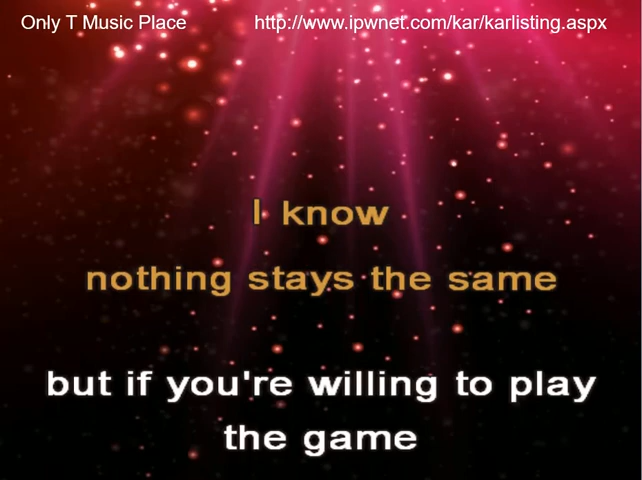 Only T Music Place http://www.ipwnet.com/kar/karlisting.aspx
I know
nothing stays the same
but if you're willing to play
the game